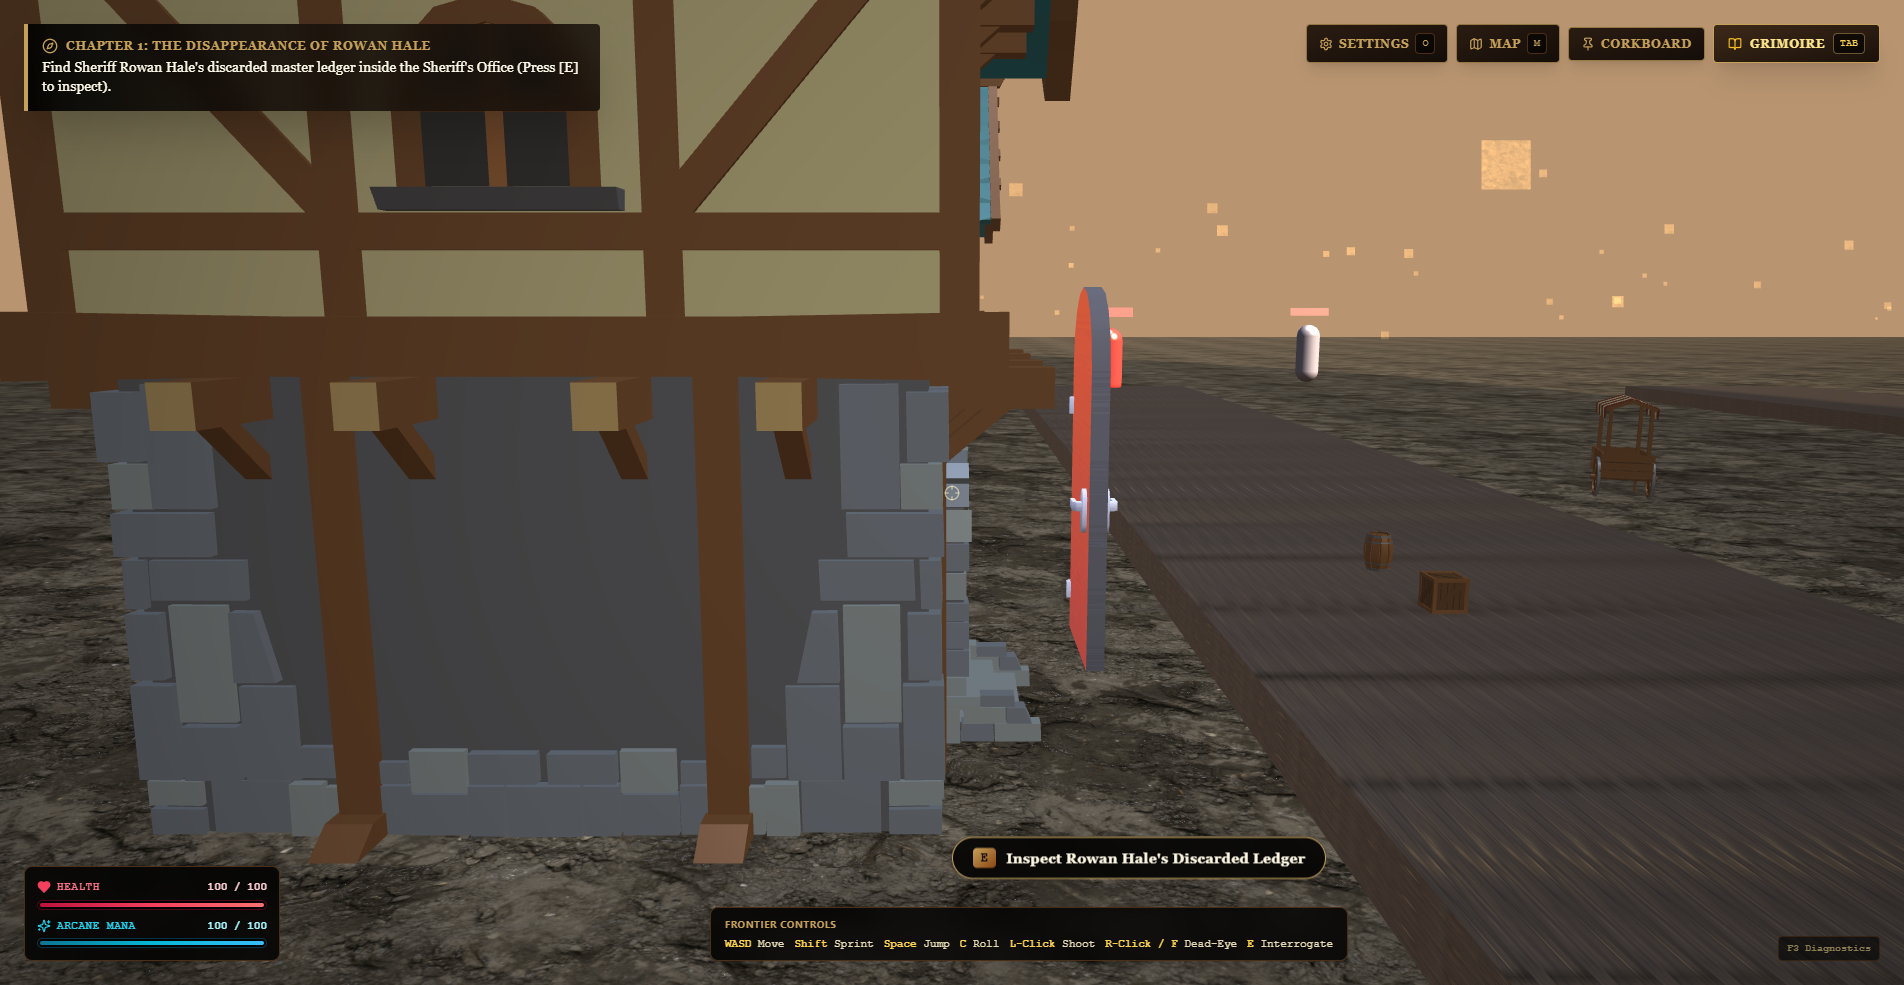 CHAPTER 1: THE DISAPPEARANCE OF ROWAN HALE
Find Sheriff Rowan Hale's discarded master ledger inside the Sheriff's Office (Press [E]
to inspect).
SETTINGS O
MAP M
CORKBOARD
GRIMOIRE TAB
E Inspect Rowan Hale's Discarded Ledger
HEALTH 100 / 100
ARCANE MANA 100 / 100
FRONTIER CONTROLS
WASD Move Shift Sprint Space Jump C Roll L-Click Shoot R-Click / F Dead-Eye E Interrogate
F3 Diagnostics